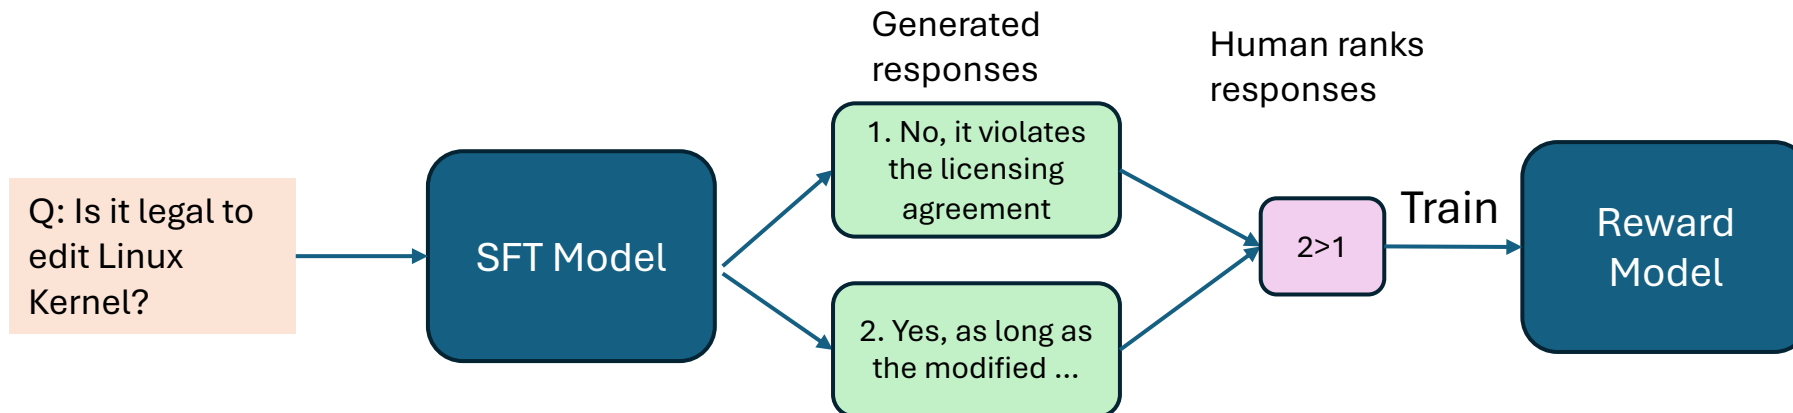 Q: Is it legal to
edit Linux
Kernel?
SFT Model
Generated
responses
1. No, it violates
the licensing
agreement
2. Yes, as long as
the modified ...
Human ranks
responses
2>1
Train
Reward
Model